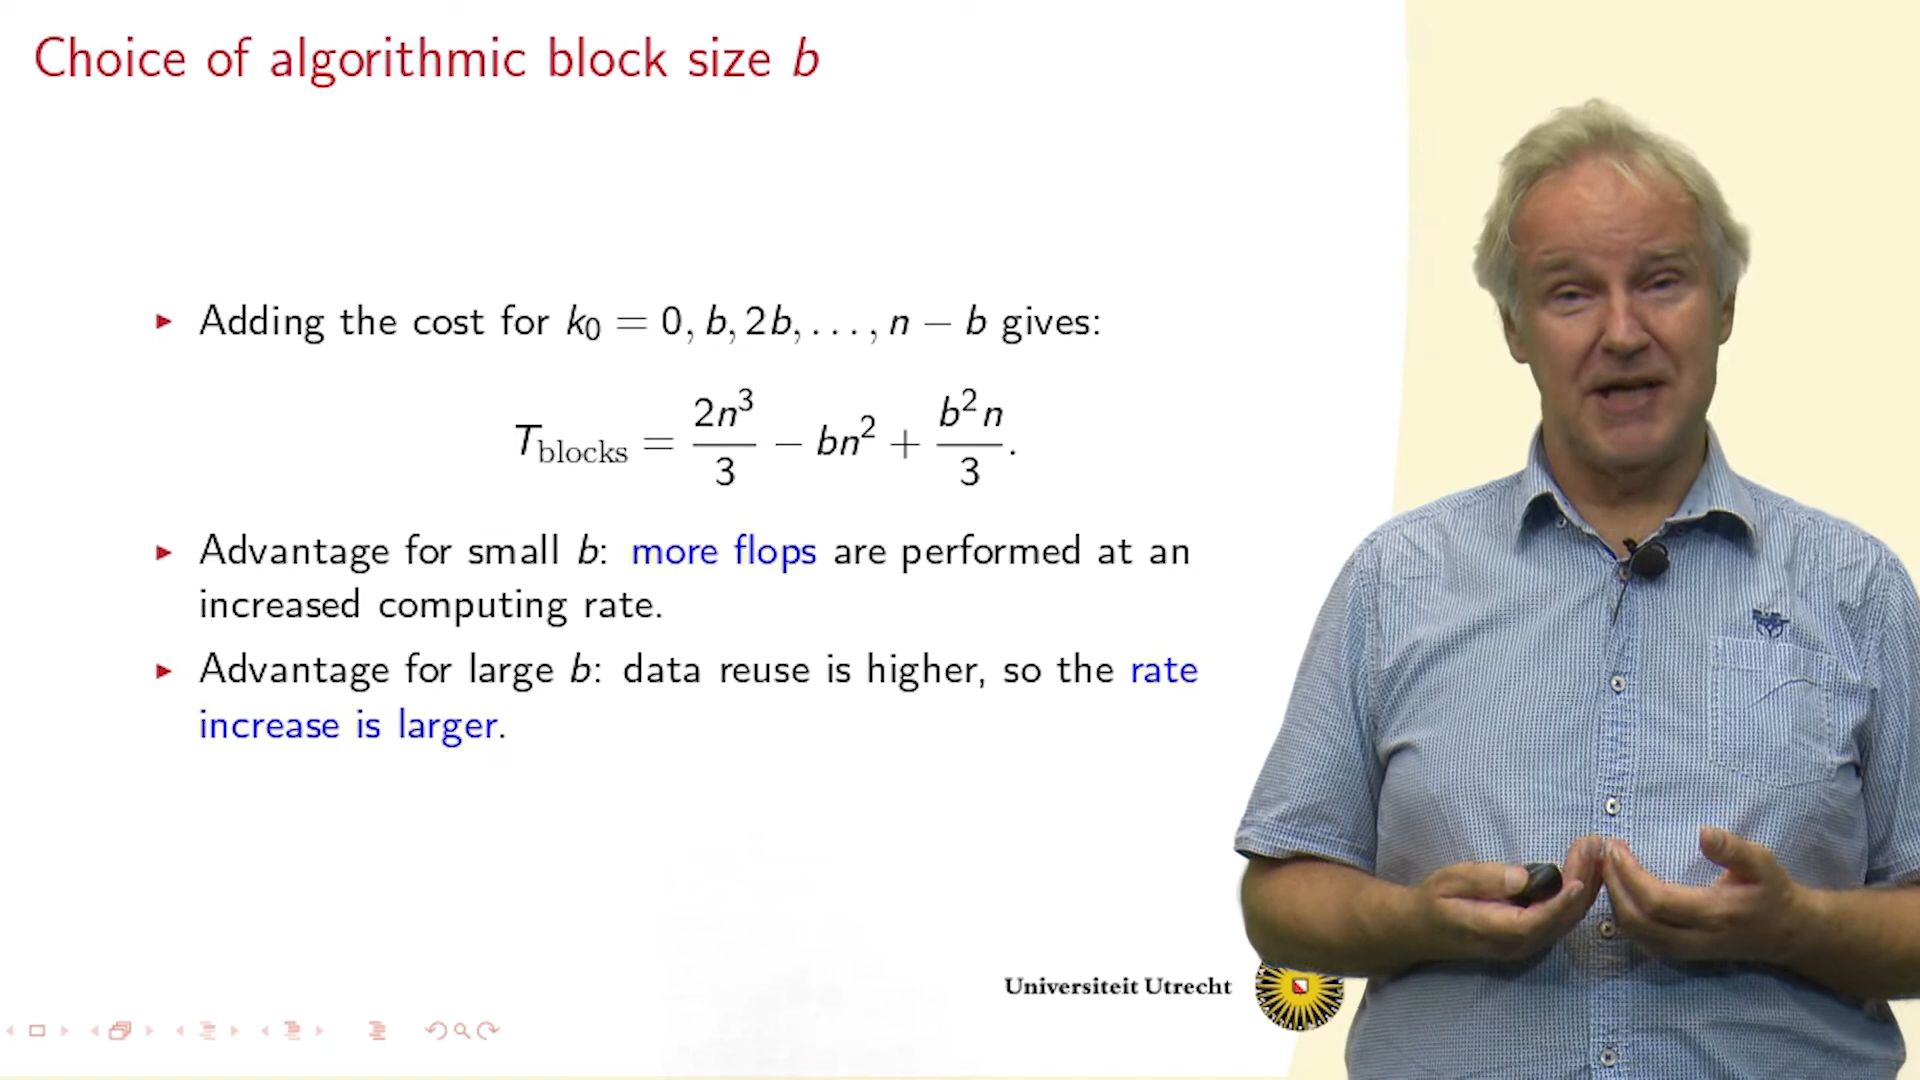 Choice of algorithmic block size b
▶ Adding the cost for k₀ = 0, b, 2b, . . . , n − b gives:
T_blocks = 2n³/3 − bn² + b²n/3.
▶ Advantage for small b: more flops are performed at an
increased computing rate.
▶ Advantage for large b: data reuse is higher, so the rate
increase is larger.
Universiteit Utrecht